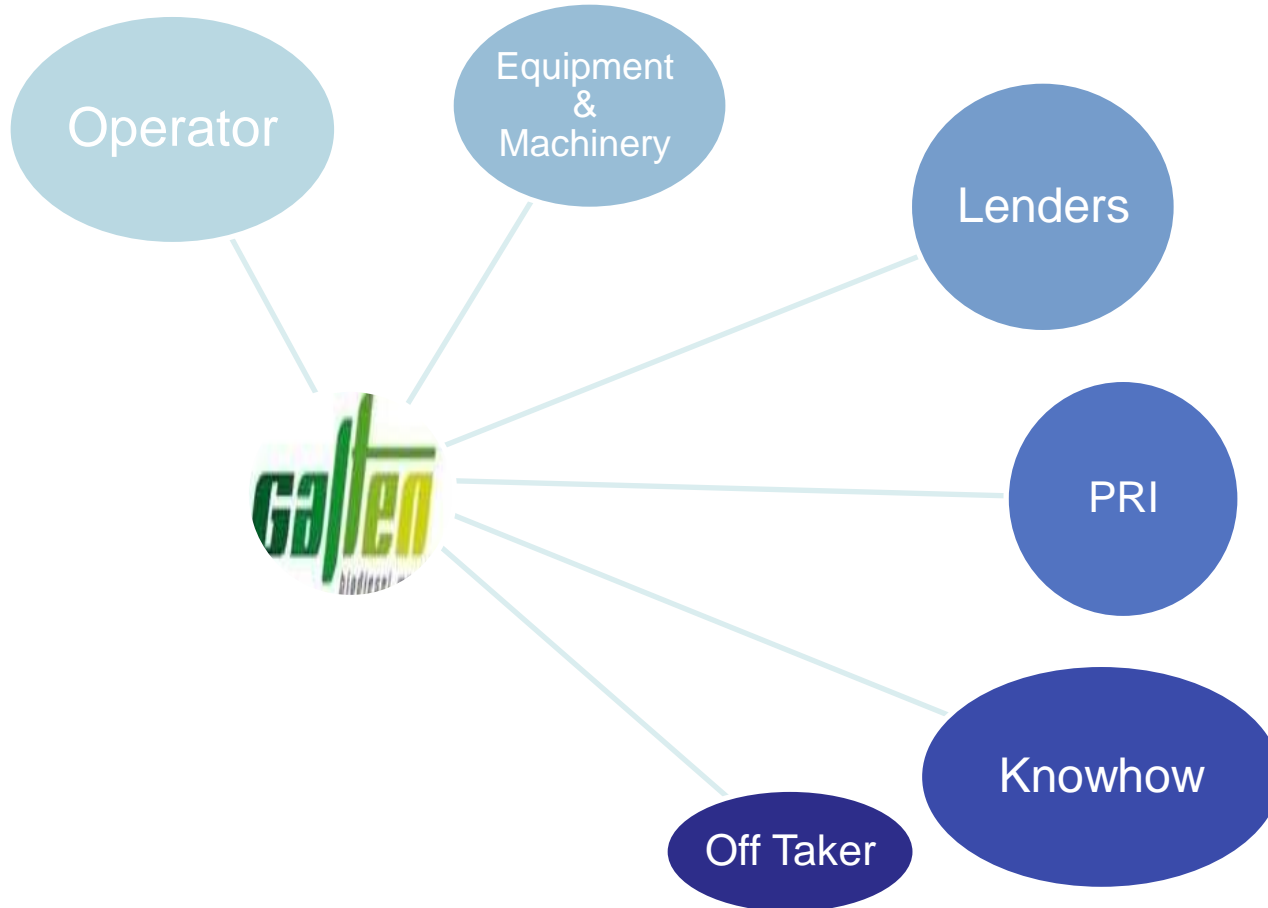 Operator
Equipment
&
Machinery
Lenders
Galten
PRI
Knowhow
Off Taker